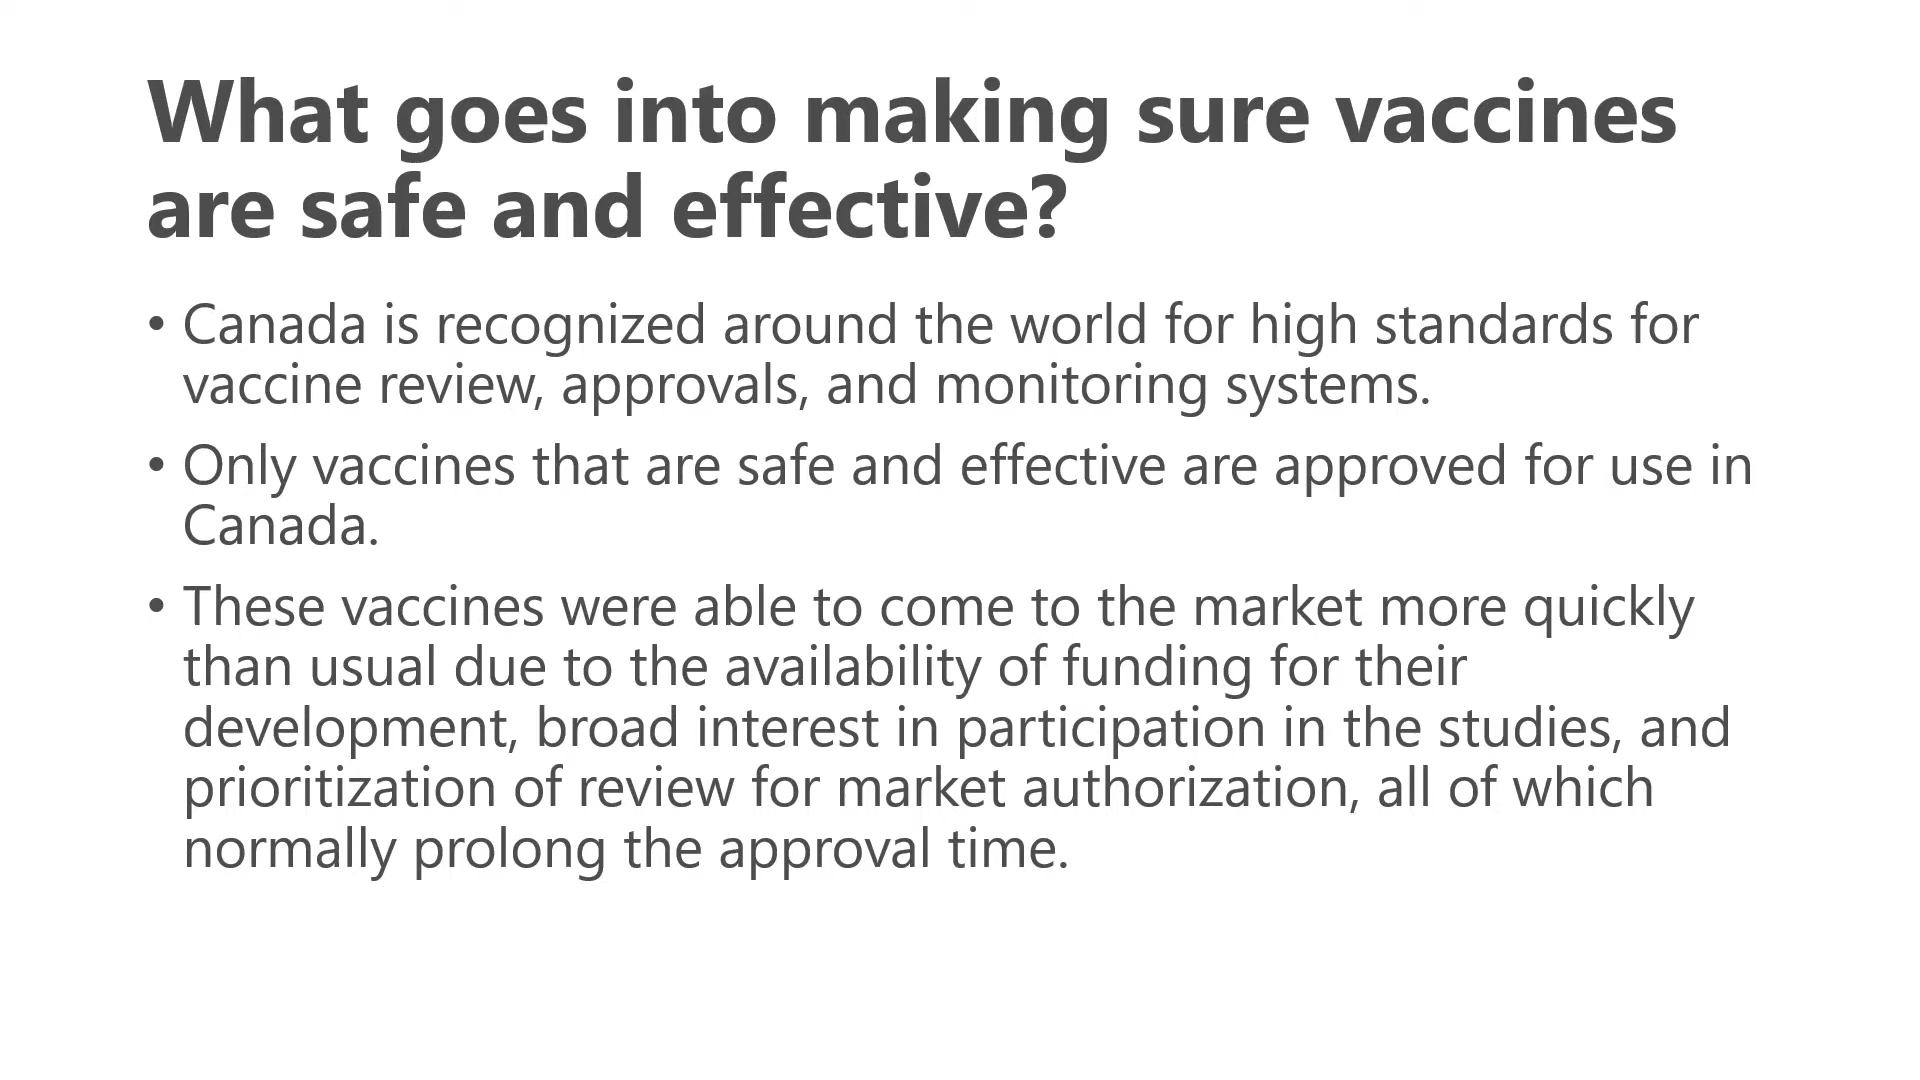 What goes into making sure vaccines
are safe and effective?
• Canada is recognized around the world for high standards for
vaccine review, approvals, and monitoring systems.
• Only vaccines that are safe and effective are approved for use in
Canada.
• These vaccines were able to come to the market more quickly
than usual due to the availability of funding for their
development, broad interest in participation in the studies, and
prioritization of review for market authorization, all of which
normally prolong the approval time.